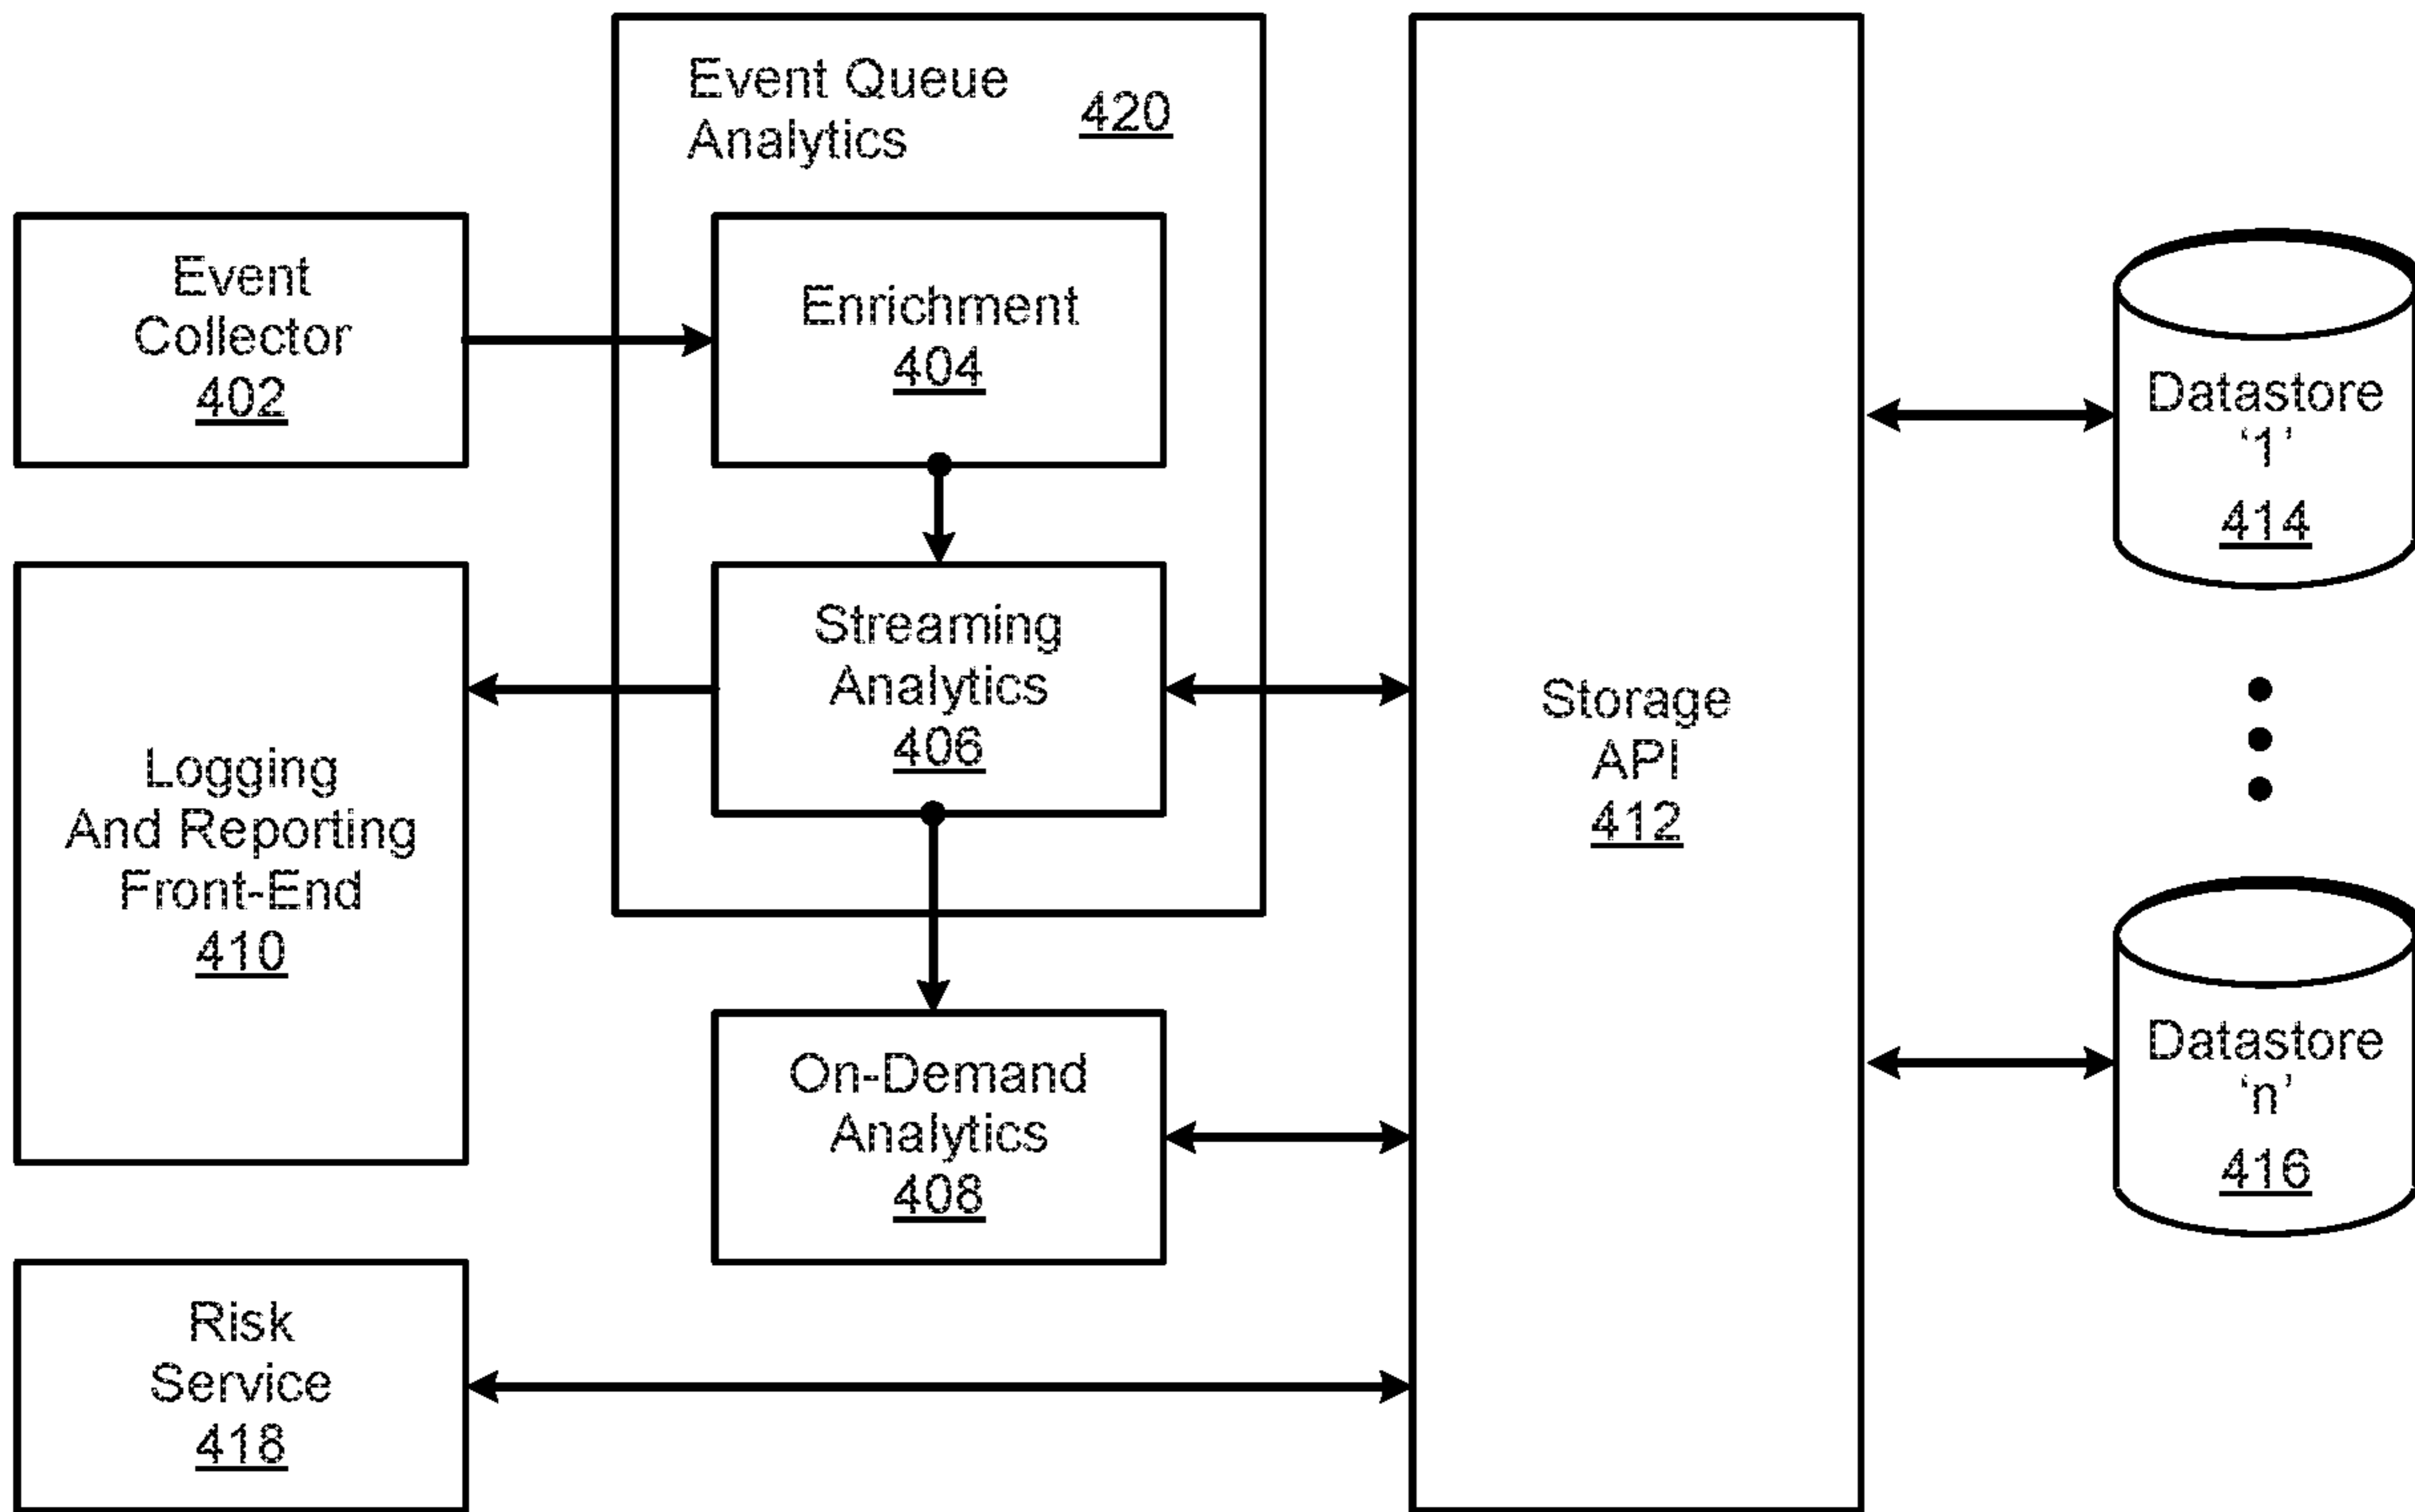 Event Queue
Analytics
420
Event
Collector
402
Enrichment
404
Streaming
Analytics
406
Logging
And Reporting
Front-End
410
On-Demand
Analytics
408
Risk
Service
418
Storage
API
412
Datastore
‘1’
414
Datastore
‘n’
416